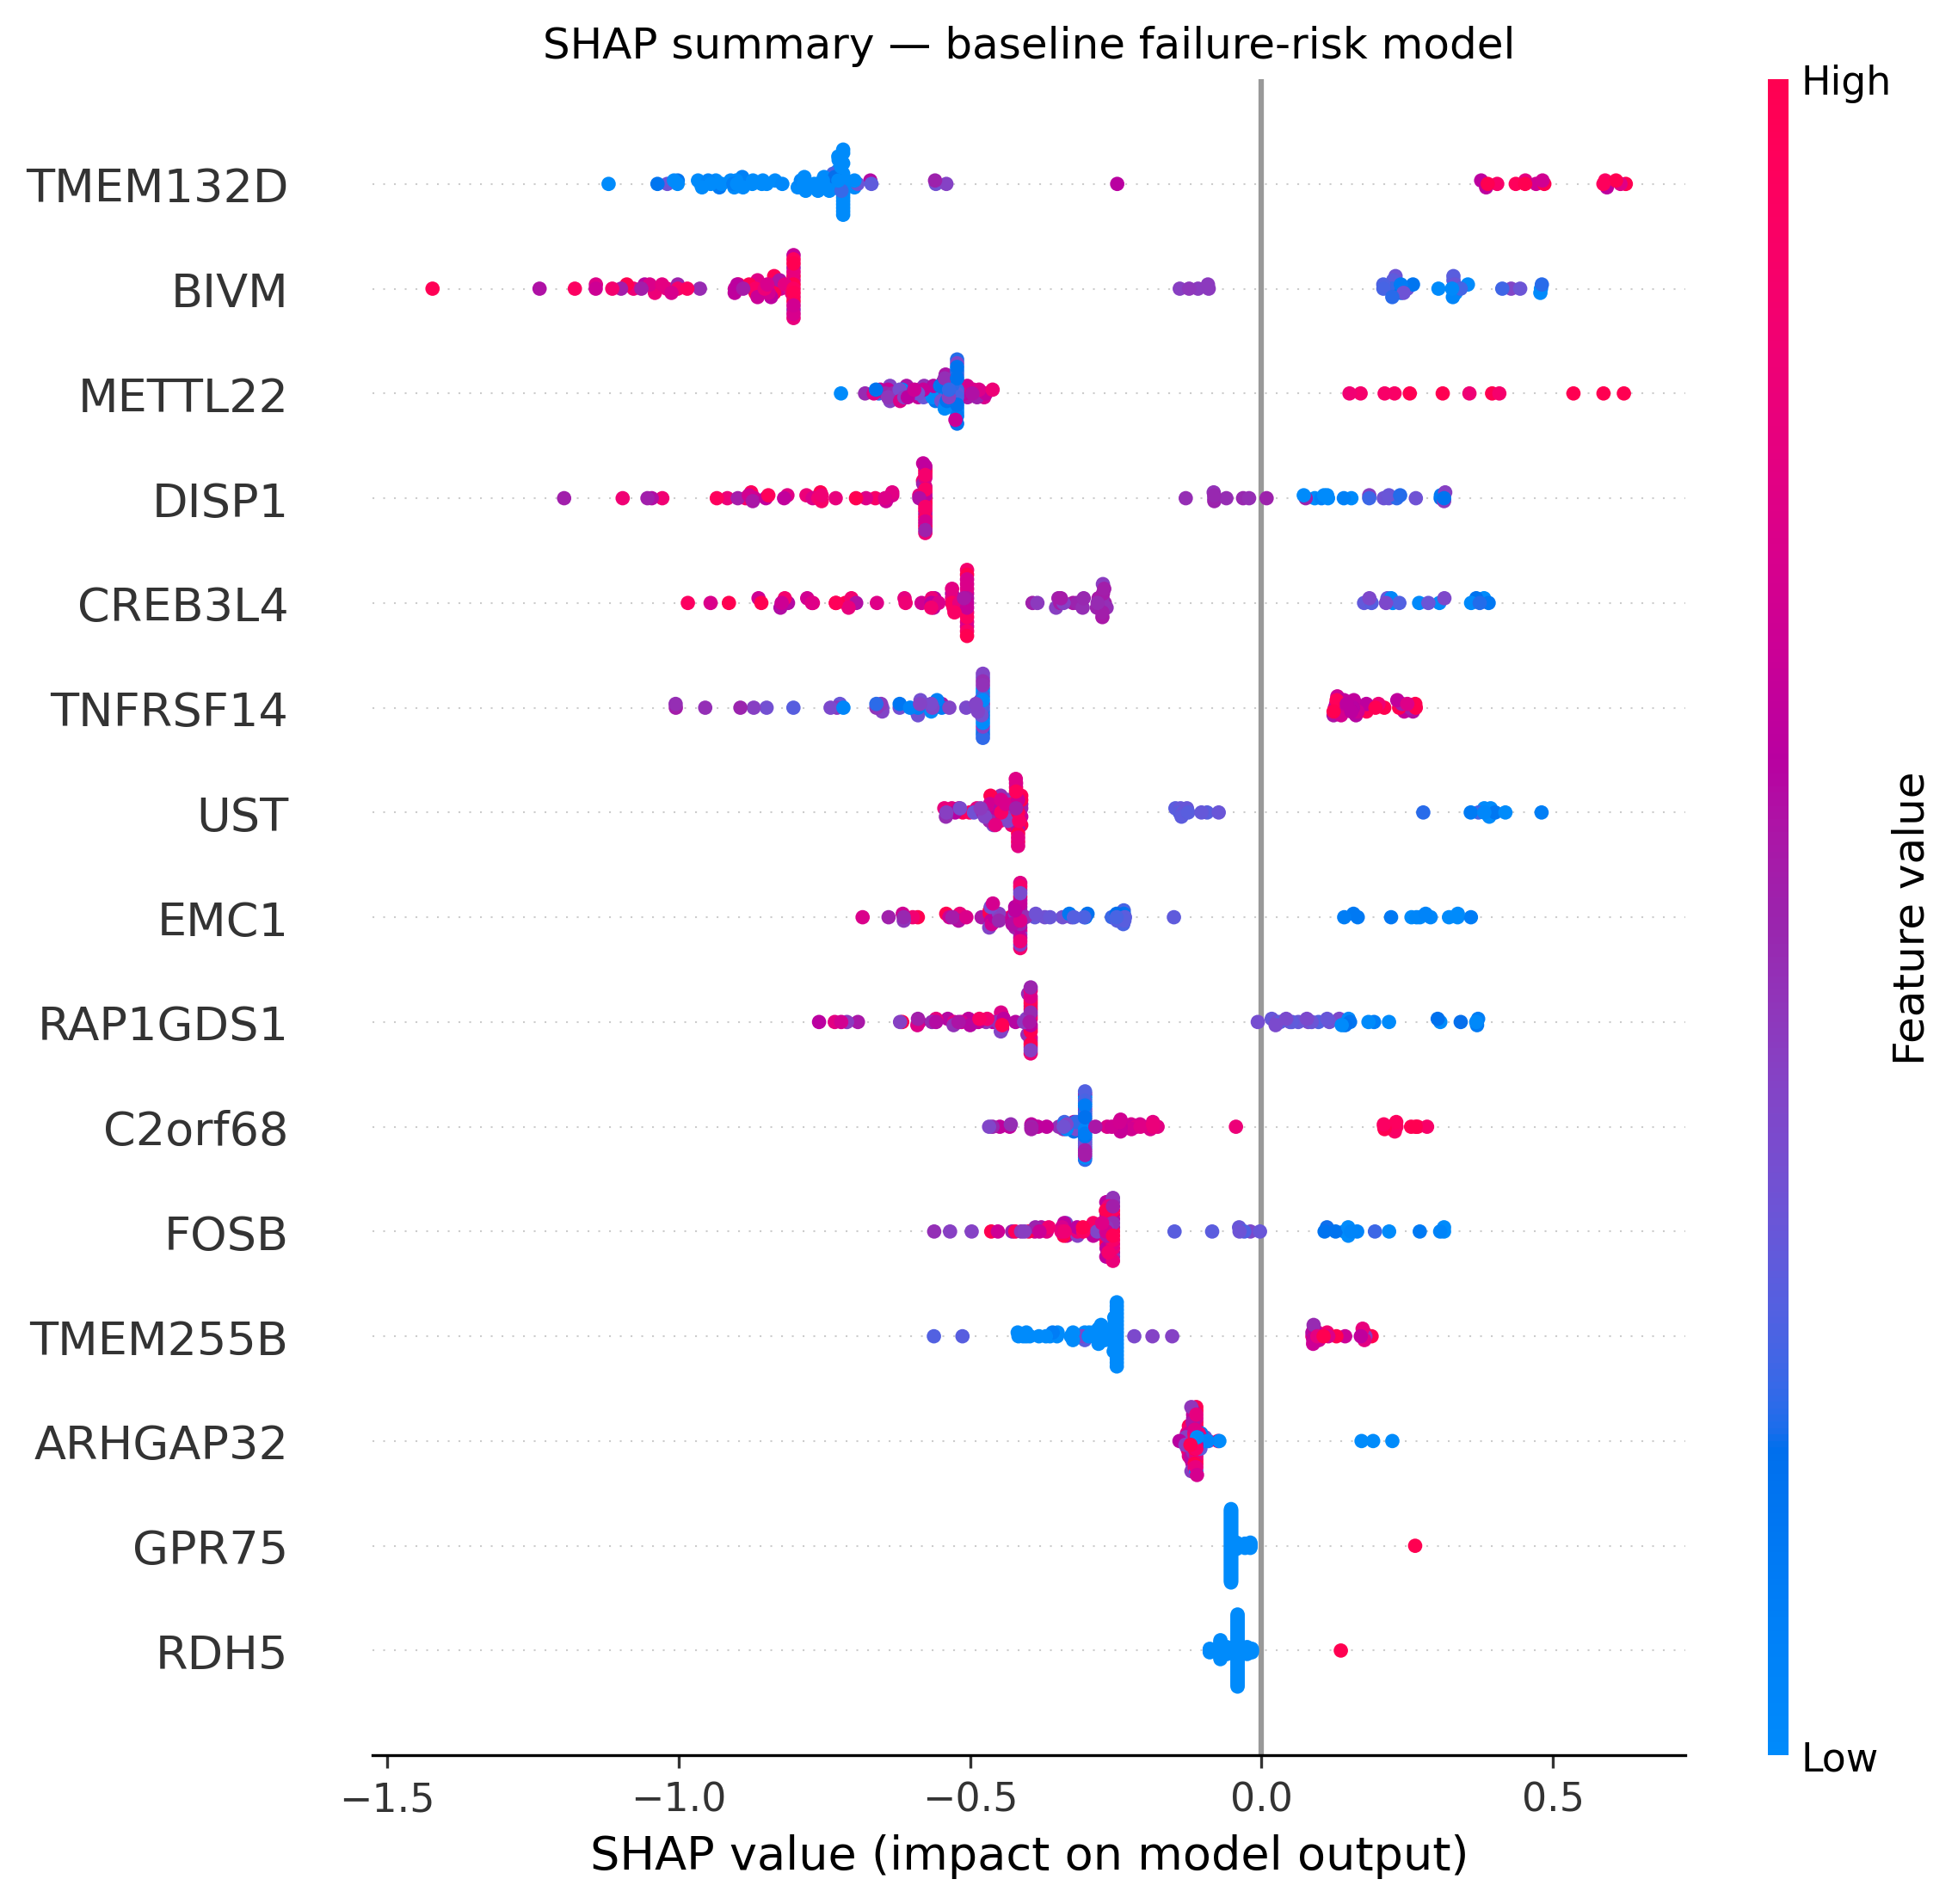 SHAP summary — baseline failure-risk model
High
TMEM132D
BIVM
METTL22
DISP1
CREB3L4
TNFRSF14
UST
EMC1
RAP1GDS1
C2orf68
FOSB
TMEM255B
ARHGAP32
GPR75
RDH5
Feature value
Low
−1.5 −1.0 −0.5 0.0 0.5
SHAP value (impact on model output)